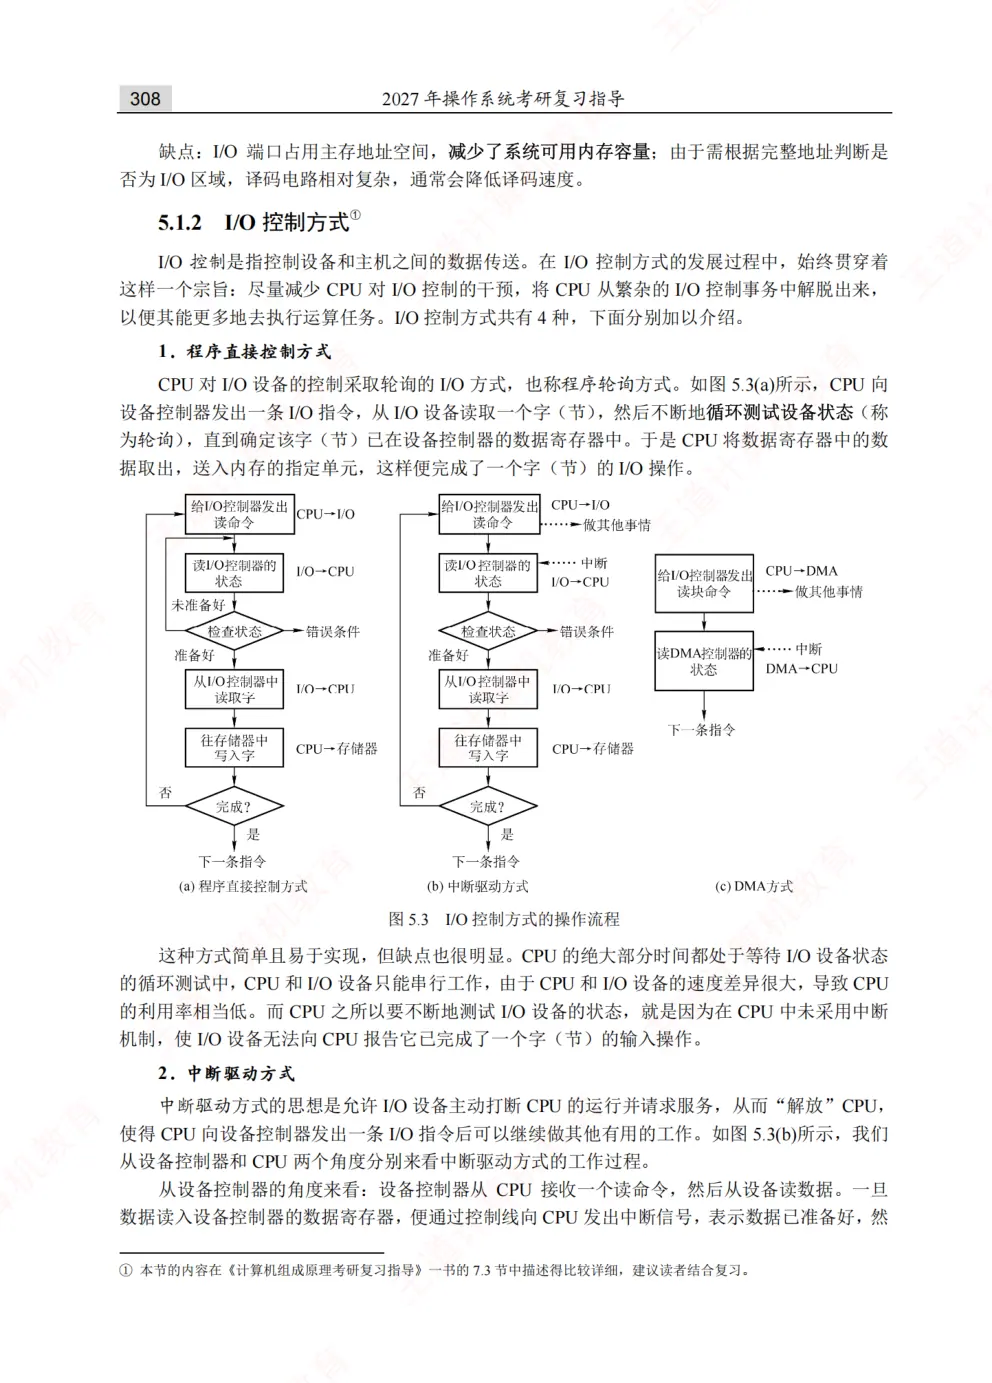 308
2027 年操作系统考研复习指导
缺点：I/O 端口占用主存地址空间，减少了系统可用内存容量；由于需根据完整地址判断是
否为 I/O 区域，译码电路相对复杂，通常会降低译码速度。
5.1.2 I/O 控制方式①
I/O 控制是指控制设备和主机之间的数据传送。在 I/O 控制方式的发展过程中，始终贯穿着
这样一个宗旨：尽量减少 CPU 对 I/O 控制的干预，将 CPU 从繁杂的 I/O 控制事务中解脱出来，
以便其能更多地去执行运算任务。I/O 控制方式共有 4 种，下面分别加以介绍。
1．程序直接控制方式
CPU 对 I/O 设备的控制采取轮询的 I/O 方式，也称程序轮询方式。如图 5.3(a)所示，CPU 向
设备控制器发出一条 I/O 指令，从 I/O 设备读取一个字（节），然后不断地循环测试设备状态（称
为轮询），直到确定该字（节）已在设备控制器的数据寄存器中。于是 CPU 将数据寄存器中的数
据取出，送入内存的指定单元，这样便完成了一个字（节）的 I/O 操作。
给I/O控制器发出
读命令
CPU→I/O
读I/O控制器的
状态
I/O→CPU
未准备好
检查状态
错误条件
准备好
从I/O控制器中
读取字
I/O→CPU
往存储器中
写入字
CPU→存储器
否
完成?
是
下一条指令
(a) 程序直接控制方式
给I/O控制器发出
读命令
CPU→I/O
做其他事情
读I/O控制器的
状态
中断
I/O→CPU
检查状态
错误条件
准备好
从I/O控制器中
读取字
I/O→CPU
往存储器中
写入字
CPU→存储器
否
完成?
是
下一条指令
(b) 中断驱动方式
给I/O控制器发出
读块命令
CPU→DMA
做其他事情
读DMA控制器的
状态
中断
DMA→CPU
下一条指令
(c) DMA方式
图 5.3 I/O 控制方式的操作流程
这种方式简单且易于实现，但缺点也很明显。CPU 的绝大部分时间都处于等待 I/O 设备状态
的循环测试中，CPU 和 I/O 设备只能串行工作，由于 CPU 和 I/O 设备的速度差异很大，导致 CPU
的利用率相当低。而 CPU 之所以要不断地测试 I/O 设备的状态，就是因为在 CPU 中未采用中断
机制，使 I/O 设备无法向 CPU 报告它已完成了一个字（节）的输入操作。
2．中断驱动方式
中断驱动方式的思想是允许 I/O 设备主动打断 CPU 的运行并请求服务，从而“解放”CPU，
使得 CPU 向设备控制器发出一条 I/O 指令后可以继续做其他有用的工作。如图 5.3(b)所示，我们
从设备控制器和 CPU 两个角度分别来看中断驱动方式的工作过程。
从设备控制器的角度来看：设备控制器从 CPU 接收一个读命令，然后从设备读数据。一旦
数据读入设备控制器的数据寄存器，便通过控制线向 CPU 发出中断信号，表示数据已准备好，然
① 本节的内容在《计算机组成原理考研复习指导》一书的 7.3 节中描述得比较详细，建议读者结合复习。